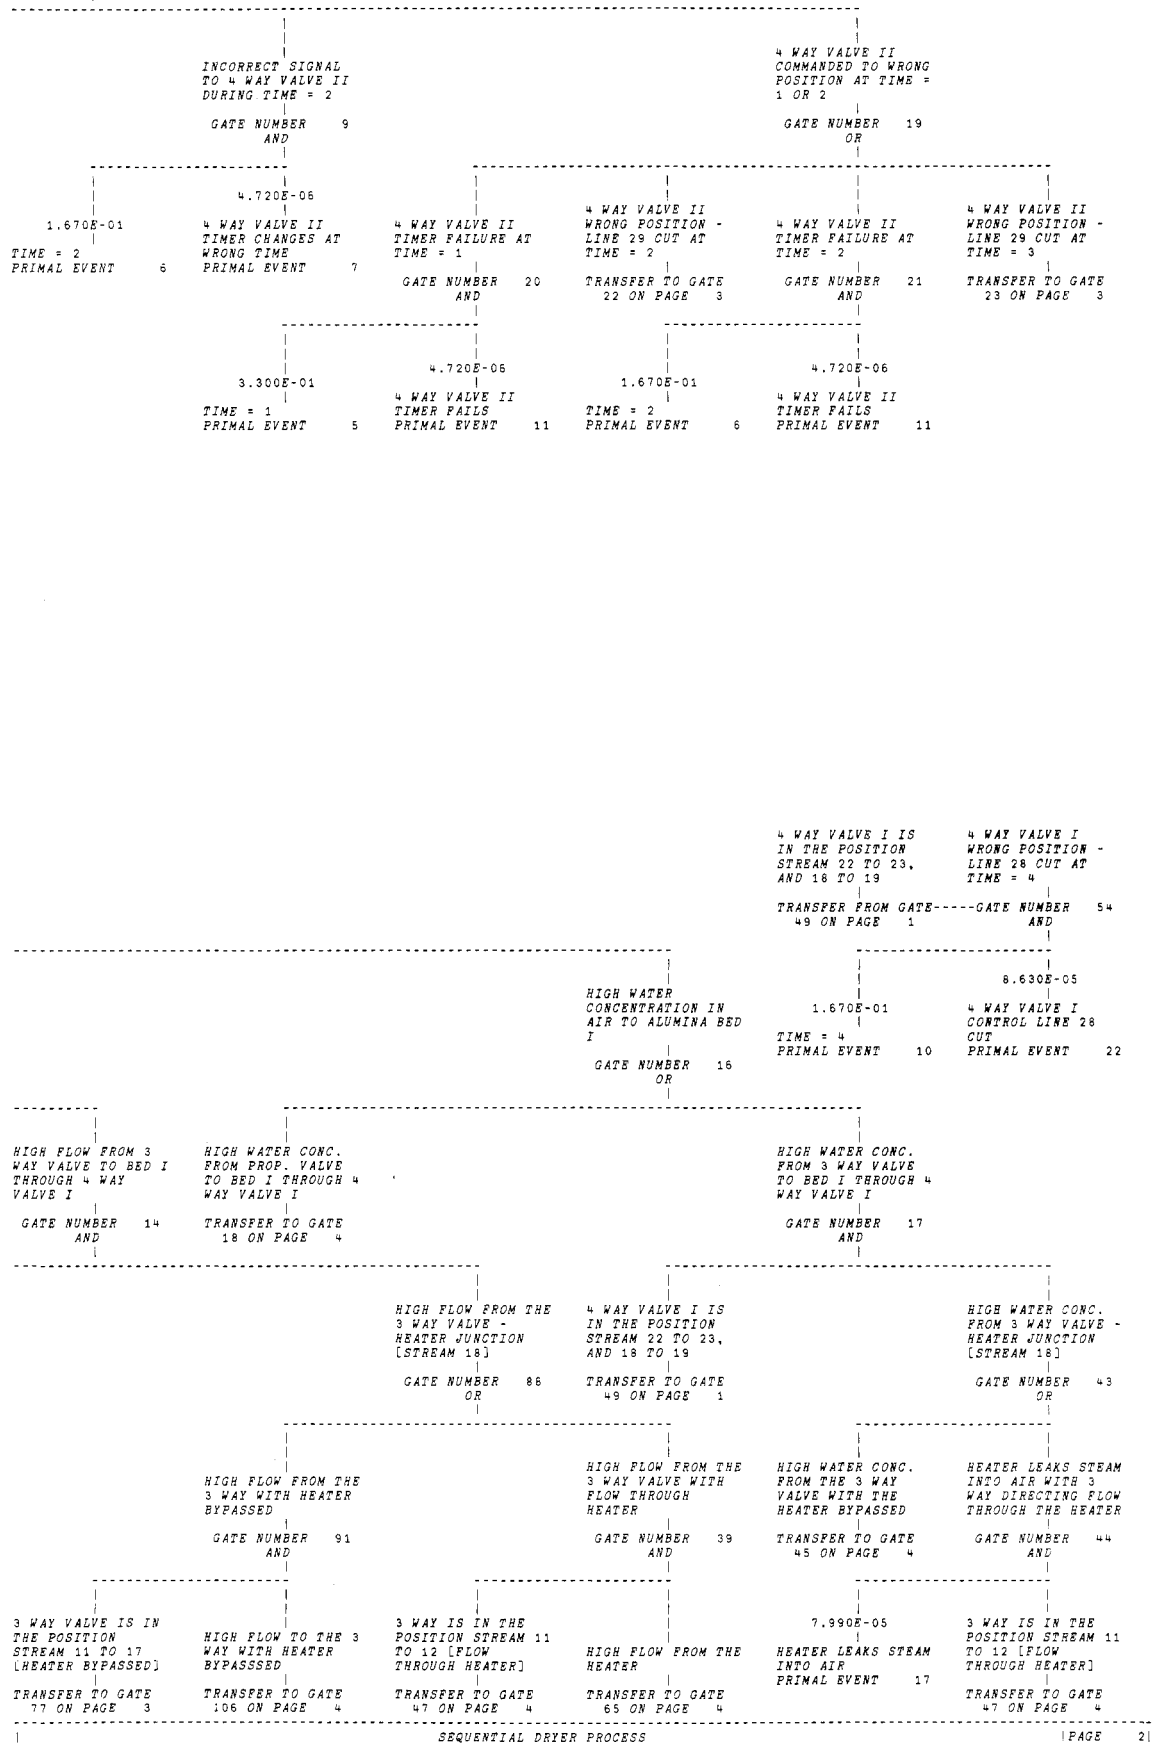 INCORRECT SIGNAL
TO 4 WAY VALVE II
DURING TIME = 2
GATE NUMBER 9
AND
4 WAY VALVE II
COMMANDED TO WRONG
POSITION AT TIME =
1 OR 2
GATE NUMBER 19
OR
1.670E-01
TIME = 2
PRIMAL EVENT 6
4.720E-06
4 WAY VALVE II
TIMER CHANGES AT
WRONG TIME
PRIMAL EVENT 7
4 WAY VALVE II
TIMER FAILURE AT
TIME = 1
GATE NUMBER 20
AND
4 WAY VALVE II
WRONG POSITION -
LINE 29 CUT AT
TIME = 2
TRANSFER TO GATE
22 ON PAGE 3
4 WAY VALVE II
TIMER FAILURE AT
TIME = 2
GATE NUMBER 21
AND
4 WAY VALVE II
WRONG POSITION -
LINE 29 CUT AT
TIME = 3
TRANSFER TO GATE
23 ON PAGE 3
3.300E-01
TIME = 1
PRIMAL EVENT 5
4.720E-06
4 WAY VALVE II
TIMER FAILS
PRIMAL EVENT 11
1.670E-01
TIME = 2
PRIMAL EVENT 6
4.720E-06
4 WAY VALVE II
TIMER FAILS
PRIMAL EVENT 11
4 WAY VALVE I IS
IN THE POSITION
STREAM 22 TO 23,
AND 18 TO 19
TRANSFER FROM GATE-----GATE NUMBER 54
49 ON PAGE 1
4 WAY VALVE I
WRONG POSITION -
LINE 28 CUT AT
TIME = 4
AND
HIGH WATER
CONCENTRATION IN
AIR TO ALUMINA BED
I
GATE NUMBER 16
OR
1.670E-01
TIME = 4
PRIMAL EVENT 10
8.630E-05
4 WAY VALVE I
CONTROL LINE 28
CUT
PRIMAL EVENT 22
HIGH FLOW FROM 3
WAY VALVE TO BED I
THROUGH 4 WAY
VALVE I
GATE NUMBER 14
AND
HIGH WATER CONC.
FROM PROP. VALVE
TO BED I THROUGH 4
WAY VALVE I
TRANSFER TO GATE
18 ON PAGE 4
HIGH WATER CONC.
FROM 3 WAY VALVE
TO BED I THROUGH 4
WAY VALVE I
GATE NUMBER 17
AND
HIGH FLOW FROM THE
3 WAY VALVE -
HEATER JUNCTION
[STREAM 18]
GATE NUMBER 86
OR
4 WAY VALVE I IS
IN THE POSITION
STREAM 22 TO 23,
AND 18 TO 19
TRANSFER TO GATE
49 ON PAGE 1
HIGH WATER CONC.
FROM 3 WAY VALVE -
HEATER JUNCTION
[STREAM 18]
GATE NUMBER 43
OR
HIGH FLOW FROM THE
3 WAY WITH HEATER
BYPASSED
GATE NUMBER 91
AND
HIGH FLOW FROM THE
3 WAY VALVE WITH
FLOW THROUGH
HEATER
GATE NUMBER 39
AND
HIGH WATER CONC.
FROM THE 3 WAY
VALVE WITH THE
HEATER BYPASSED
TRANSFER TO GATE
45 ON PAGE 4
HEATER LEAKS STEAM
INTO AIR WITH 3
WAY DIRECTING FLOW
THROUGH THE HEATER
GATE NUMBER 44
AND
3 WAY VALVE IS IN
THE POSITION
STREAM 11 TO 17
[HEATER BYPASSED]
TRANSFER TO GATE
77 ON PAGE 3
HIGH FLOW TO THE 3
WAY WITH HEATER
BYPASSSED
TRANSFER TO GATE
106 ON PAGE 4
3 WAY IS IN THE
POSITION STREAM 11
TO 12 [FLOW
THROUGH HEATER]
TRANSFER TO GATE
47 ON PAGE 4
HIGH FLOW FROM THE
HEATER
TRANSFER TO GATE
65 ON PAGE 4
7.990E-05
HEATER LEAKS STEAM
INTO AIR
PRIMAL EVENT 17
3 WAY IS IN THE
POSITION STREAM 11
TO 12 [FLOW
THROUGH HEATER]
TRANSFER TO GATE
47 ON PAGE 4
SEQUENTIAL DRYER PROCESS
PAGE 2